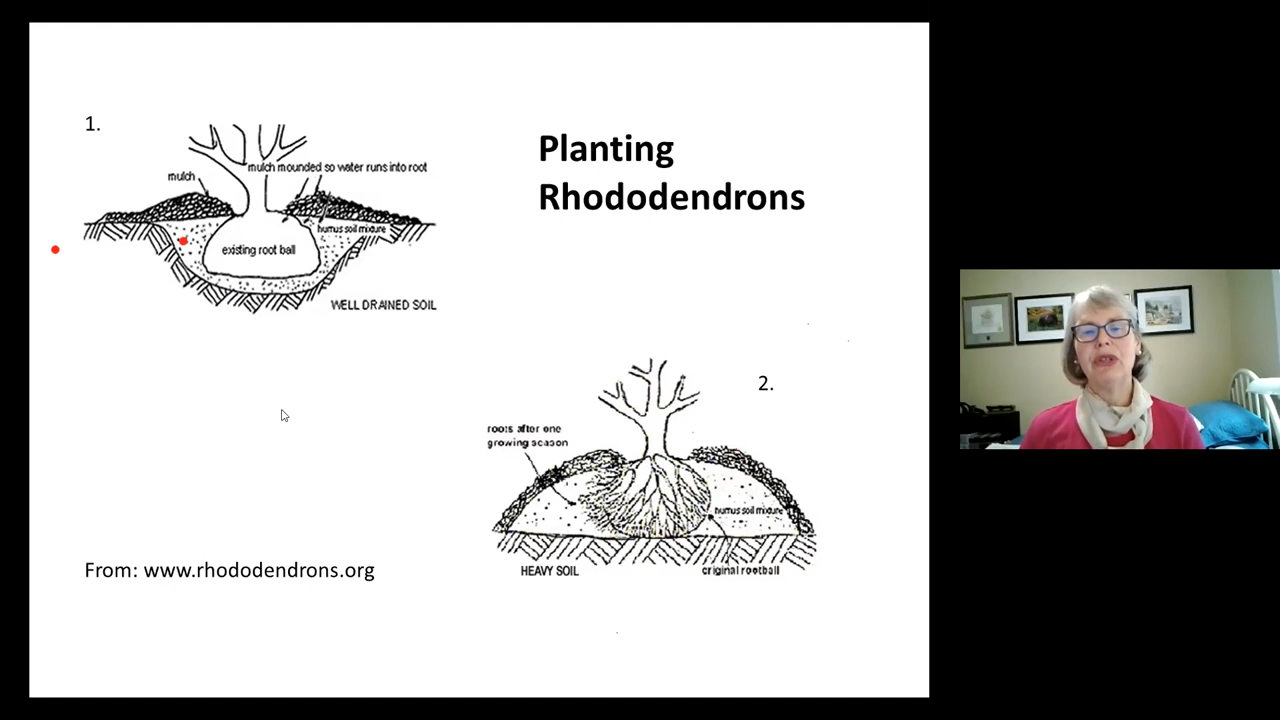 1.
Planting
Rhododendrons
mulch mounded so water runs into root
mulch
humus soil mixture
existing root ball
WELL DRAINED SOIL
2.
roots after one
growing season
humus soil mixture
HEAVY SOIL
original rootball
From: www.rhododendrons.org